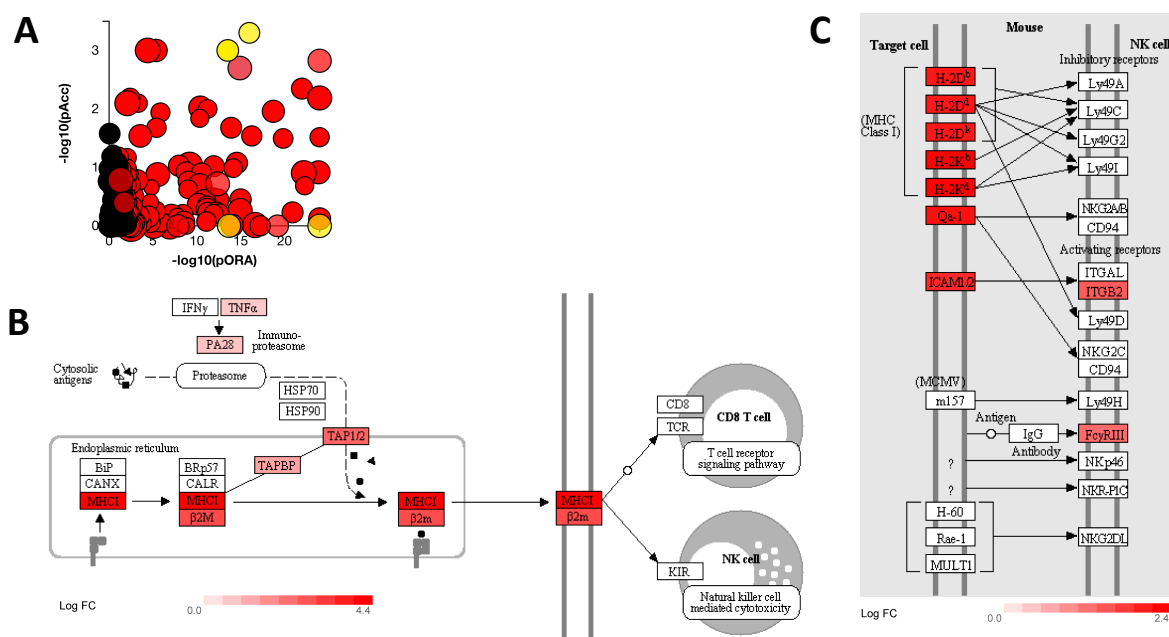 A
-log10(pAcc)
3
2
1
0
0
5
10
15
20
-log10(pORA)
B
IFNγ
TNFα
PA28
Immuno-
proteasome
Cytosolic
antigens
Proteasome
HSP70
HSP90
TAP1/2
Endoplasmic reticulum
BiP
CANX
MHCI
BRp57
CALR
MHCI
β2M
TAPBP
MHCI
β2m
MHCI
β2m
CD8
TCR
CD8 T cell
T cell receptor
signaling pathway
KIR
NK cell
Natural killer cell
mediated cytotoxicity
Log FC
0.0
4.4
C
Mouse
Target cell
NK cell
Inhibitory receptors
(MHC
Class I)
H-2Dᵇ
H-2Dᵈ
H-2Dᵏ
H-2Kᵇ
H-2Kᵈ
Qa-1
Ly49A
Ly49C
Ly49G2
Ly49I
NKG2A/B
CD94
Activating receptors
ICAM1/2
ITGAL
ITGB2
Ly49D
NKG2C
CD94
(MCMV)
m157
Ly49H
Antigen
IgG
Antibody
FcγRIII
?
NKp46
?
NKR-P1C
H-60
Rae-1
MULT1
NKG2DL
Log FC
0.0
2.4